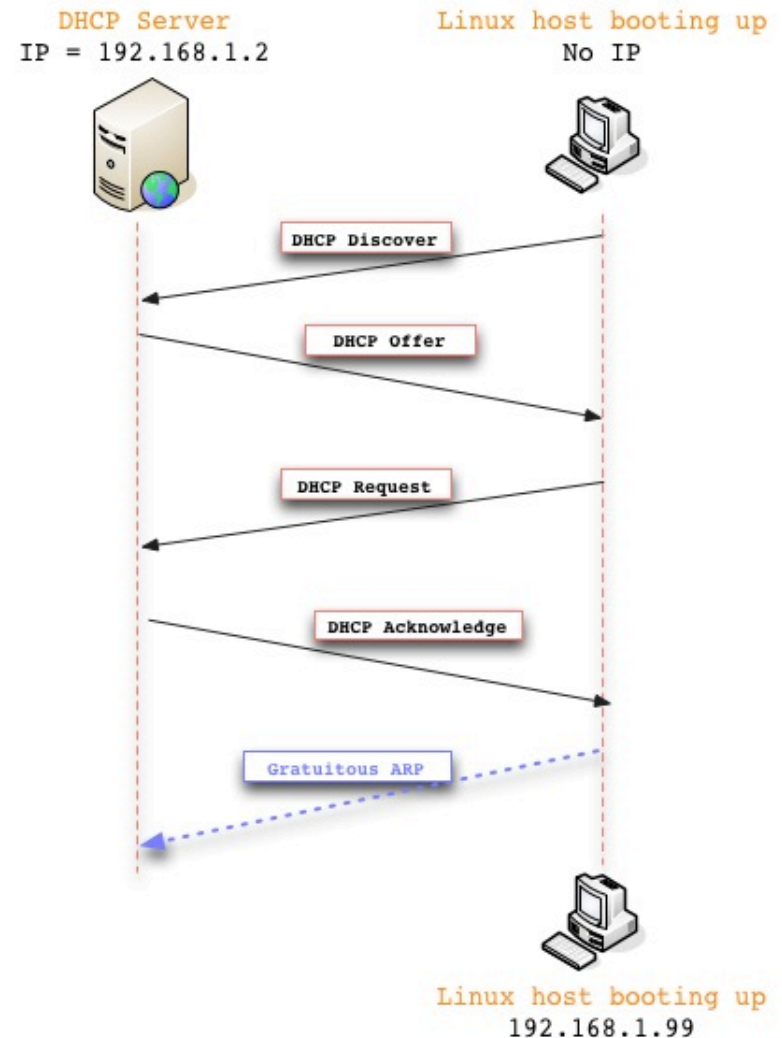 DHCP Server
IP = 192.168.1.2
Linux host booting up
No IP
DHCP Discover
DHCP Offer
DHCP Request
DHCP Acknowledge
Gratuitous ARP
Linux host booting up
192.168.1.99